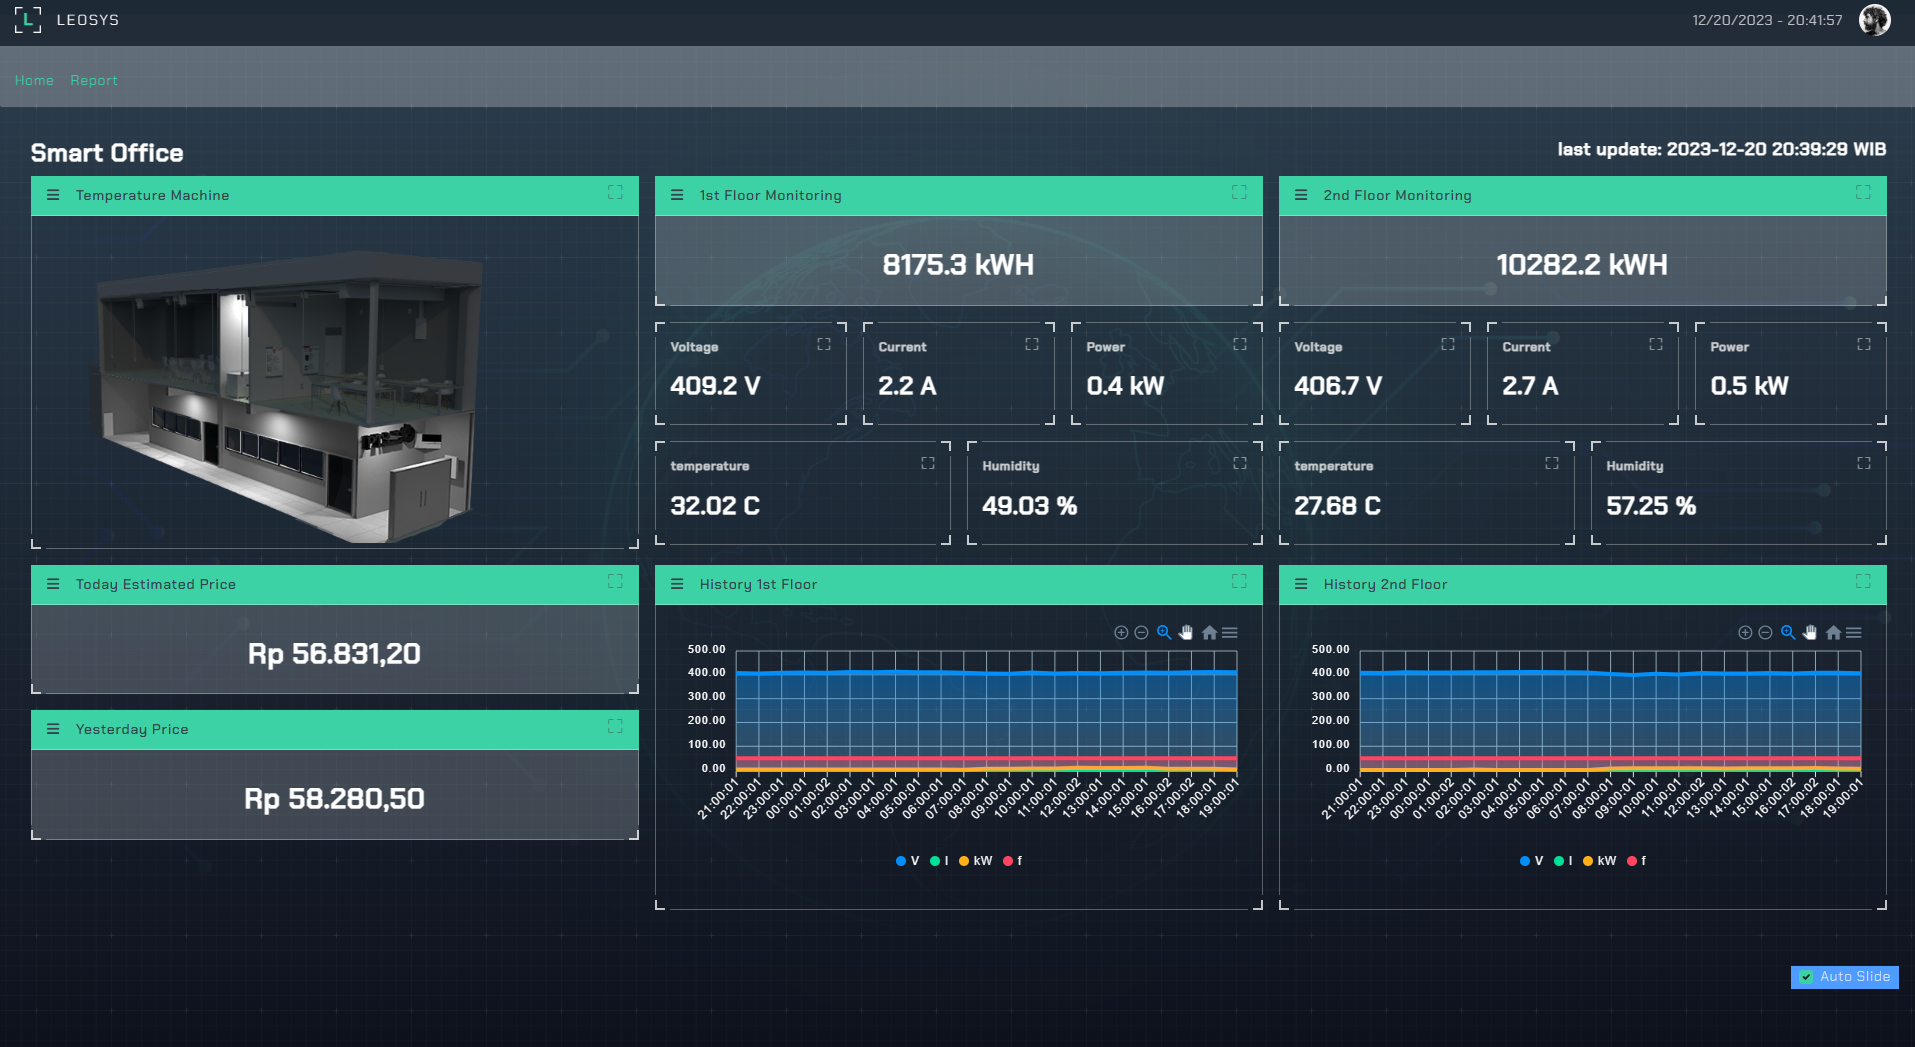 L LEOSYS 12/20/2023 - 20:41:57
Home Report
Smart Office
last update: 2023-12-20 20:39:29 WIB
Temperature Machine
1st Floor Monitoring
8175.3 kWH
Voltage
409.2 V
Current
2.2 A
Power
0.4 kW
temperature
32.02 C
Humidity
49.03 %
2nd Floor Monitoring
10282.2 kWH
Voltage
406.7 V
Current
2.7 A
Power
0.5 kW
temperature
27.68 C
Humidity
57.25 %
Today Estimated Price
Rp 56.831,20
Yesterday Price
Rp 58.280,50
History 1st Floor
500.00
400.00
300.00
200.00
100.00
0.00
21:00:01 22:00:01 23:00:01 00:00:01 01:00:02 02:00:01 03:00:01 04:00:01 05:00:01 06:00:01 07:00:01 08:00:01 09:00:01 10:00:01 11:00:01 12:00:02 13:00:01 14:00:01 15:00:01 16:00:01 17:00:02 18:00:01 19:00:01
V I kW f
History 2nd Floor
500.00
400.00
300.00
200.00
100.00
0.00
21:00:01 22:00:01 23:00:01 00:00:01 01:00:02 02:00:01 03:00:01 04:00:01 05:00:01 06:00:01 07:00:01 08:00:01 09:00:01 10:00:01 11:00:01 12:00:02 13:00:01 14:00:01 15:00:01 16:00:02 17:00:02 18:00:01 19:00:01
V I kW f
Auto Slide